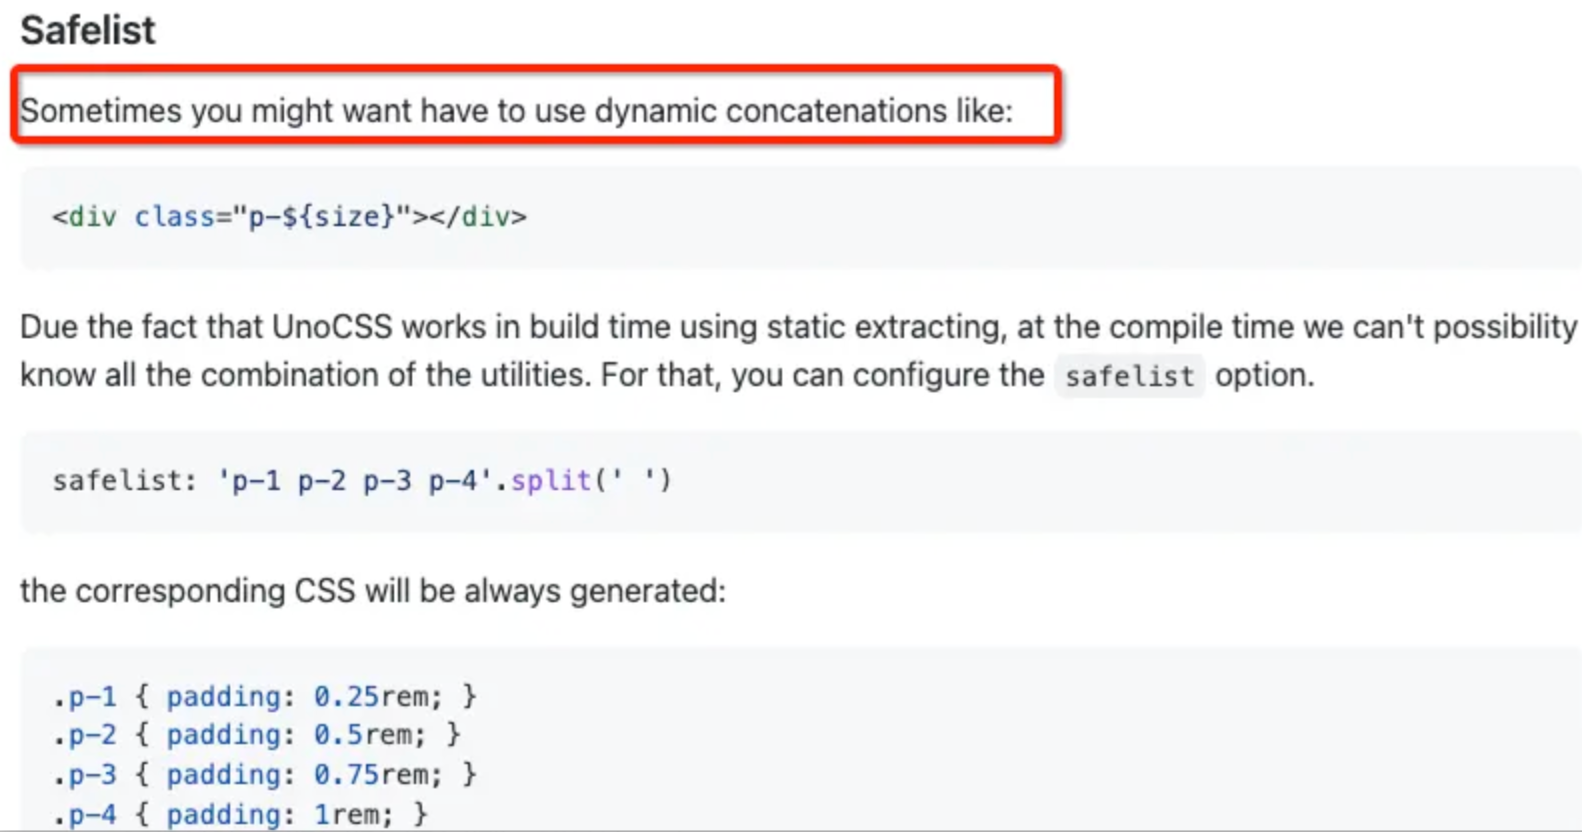 Safelist
Sometimes you might want have to use dynamic concatenations like:
<div class="p-${size}"></div>
Due the fact that UnoCSS works in build time using static extracting, at the compile time we can't possibility
know all the combination of the utilities. For that, you can configure the safelist option.
safelist: 'p-1 p-2 p-3 p-4'.split(' ')
the corresponding CSS will be always generated:
.p-1 { padding: 0.25rem; }
.p-2 { padding: 0.5rem; }
.p-3 { padding: 0.75rem; }
.p-4 { padding: 1rem; }